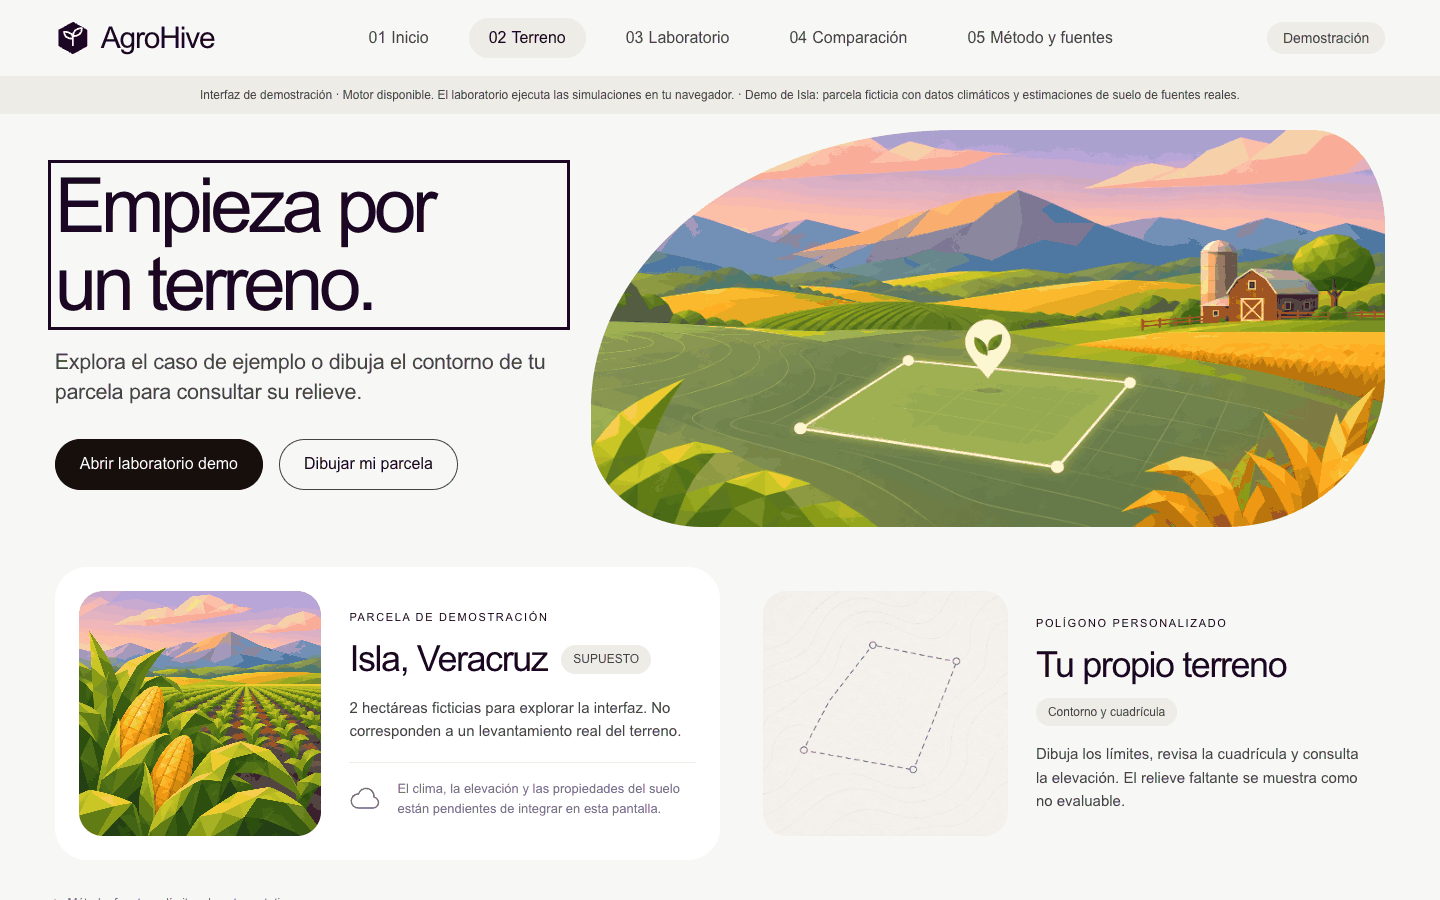 AgroHive
01 Inicio
02 Terreno
03 Laboratorio
04 Comparación
05 Método y fuentes
Demostración
Interfaz de demostración · Motor disponible. El laboratorio ejecuta las simulaciones en tu navegador. · Demo de Isla: parcela ficticia con datos climáticos y estimaciones de suelo de fuentes reales.
Empieza por
un terreno.
Explora el caso de ejemplo o dibuja el contorno de tu
parcela para consultar su relieve.
Abrir laboratorio demo
Dibujar mi parcela
PARCELA DE DEMOSTRACIÓN
Isla, Veracruz
SUPUESTO
2 hectáreas ficticias para explorar la interfaz. No
corresponden a un levantamiento real del terreno.
El clima, la elevación y las propiedades del suelo
están pendientes de integrar en esta pantalla.
POLÍGONO PERSONALIZADO
Tu propio terreno
Contorno y cuadrícula
Dibuja los límites, revisa la cuadrícula y consulta
la elevación. El relieve faltante se muestra como
no evaluable.